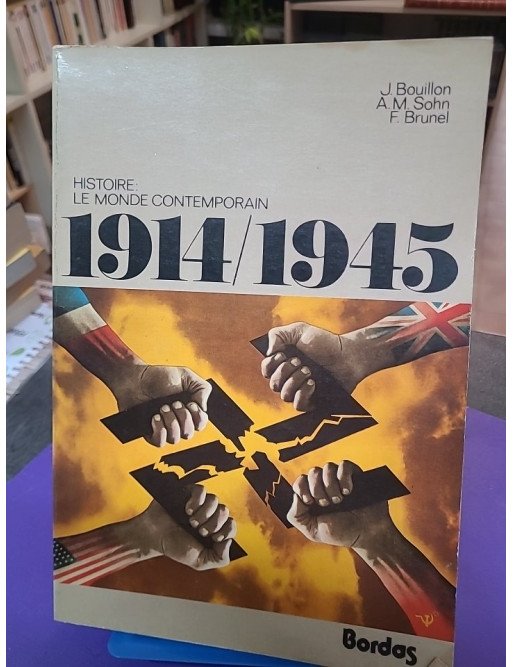 J. Bouillon
A. M. Sohn
F. Brunel
HISTOIRE:
LE MONDE CONTEMPORAIN
1914/1945
Bordas